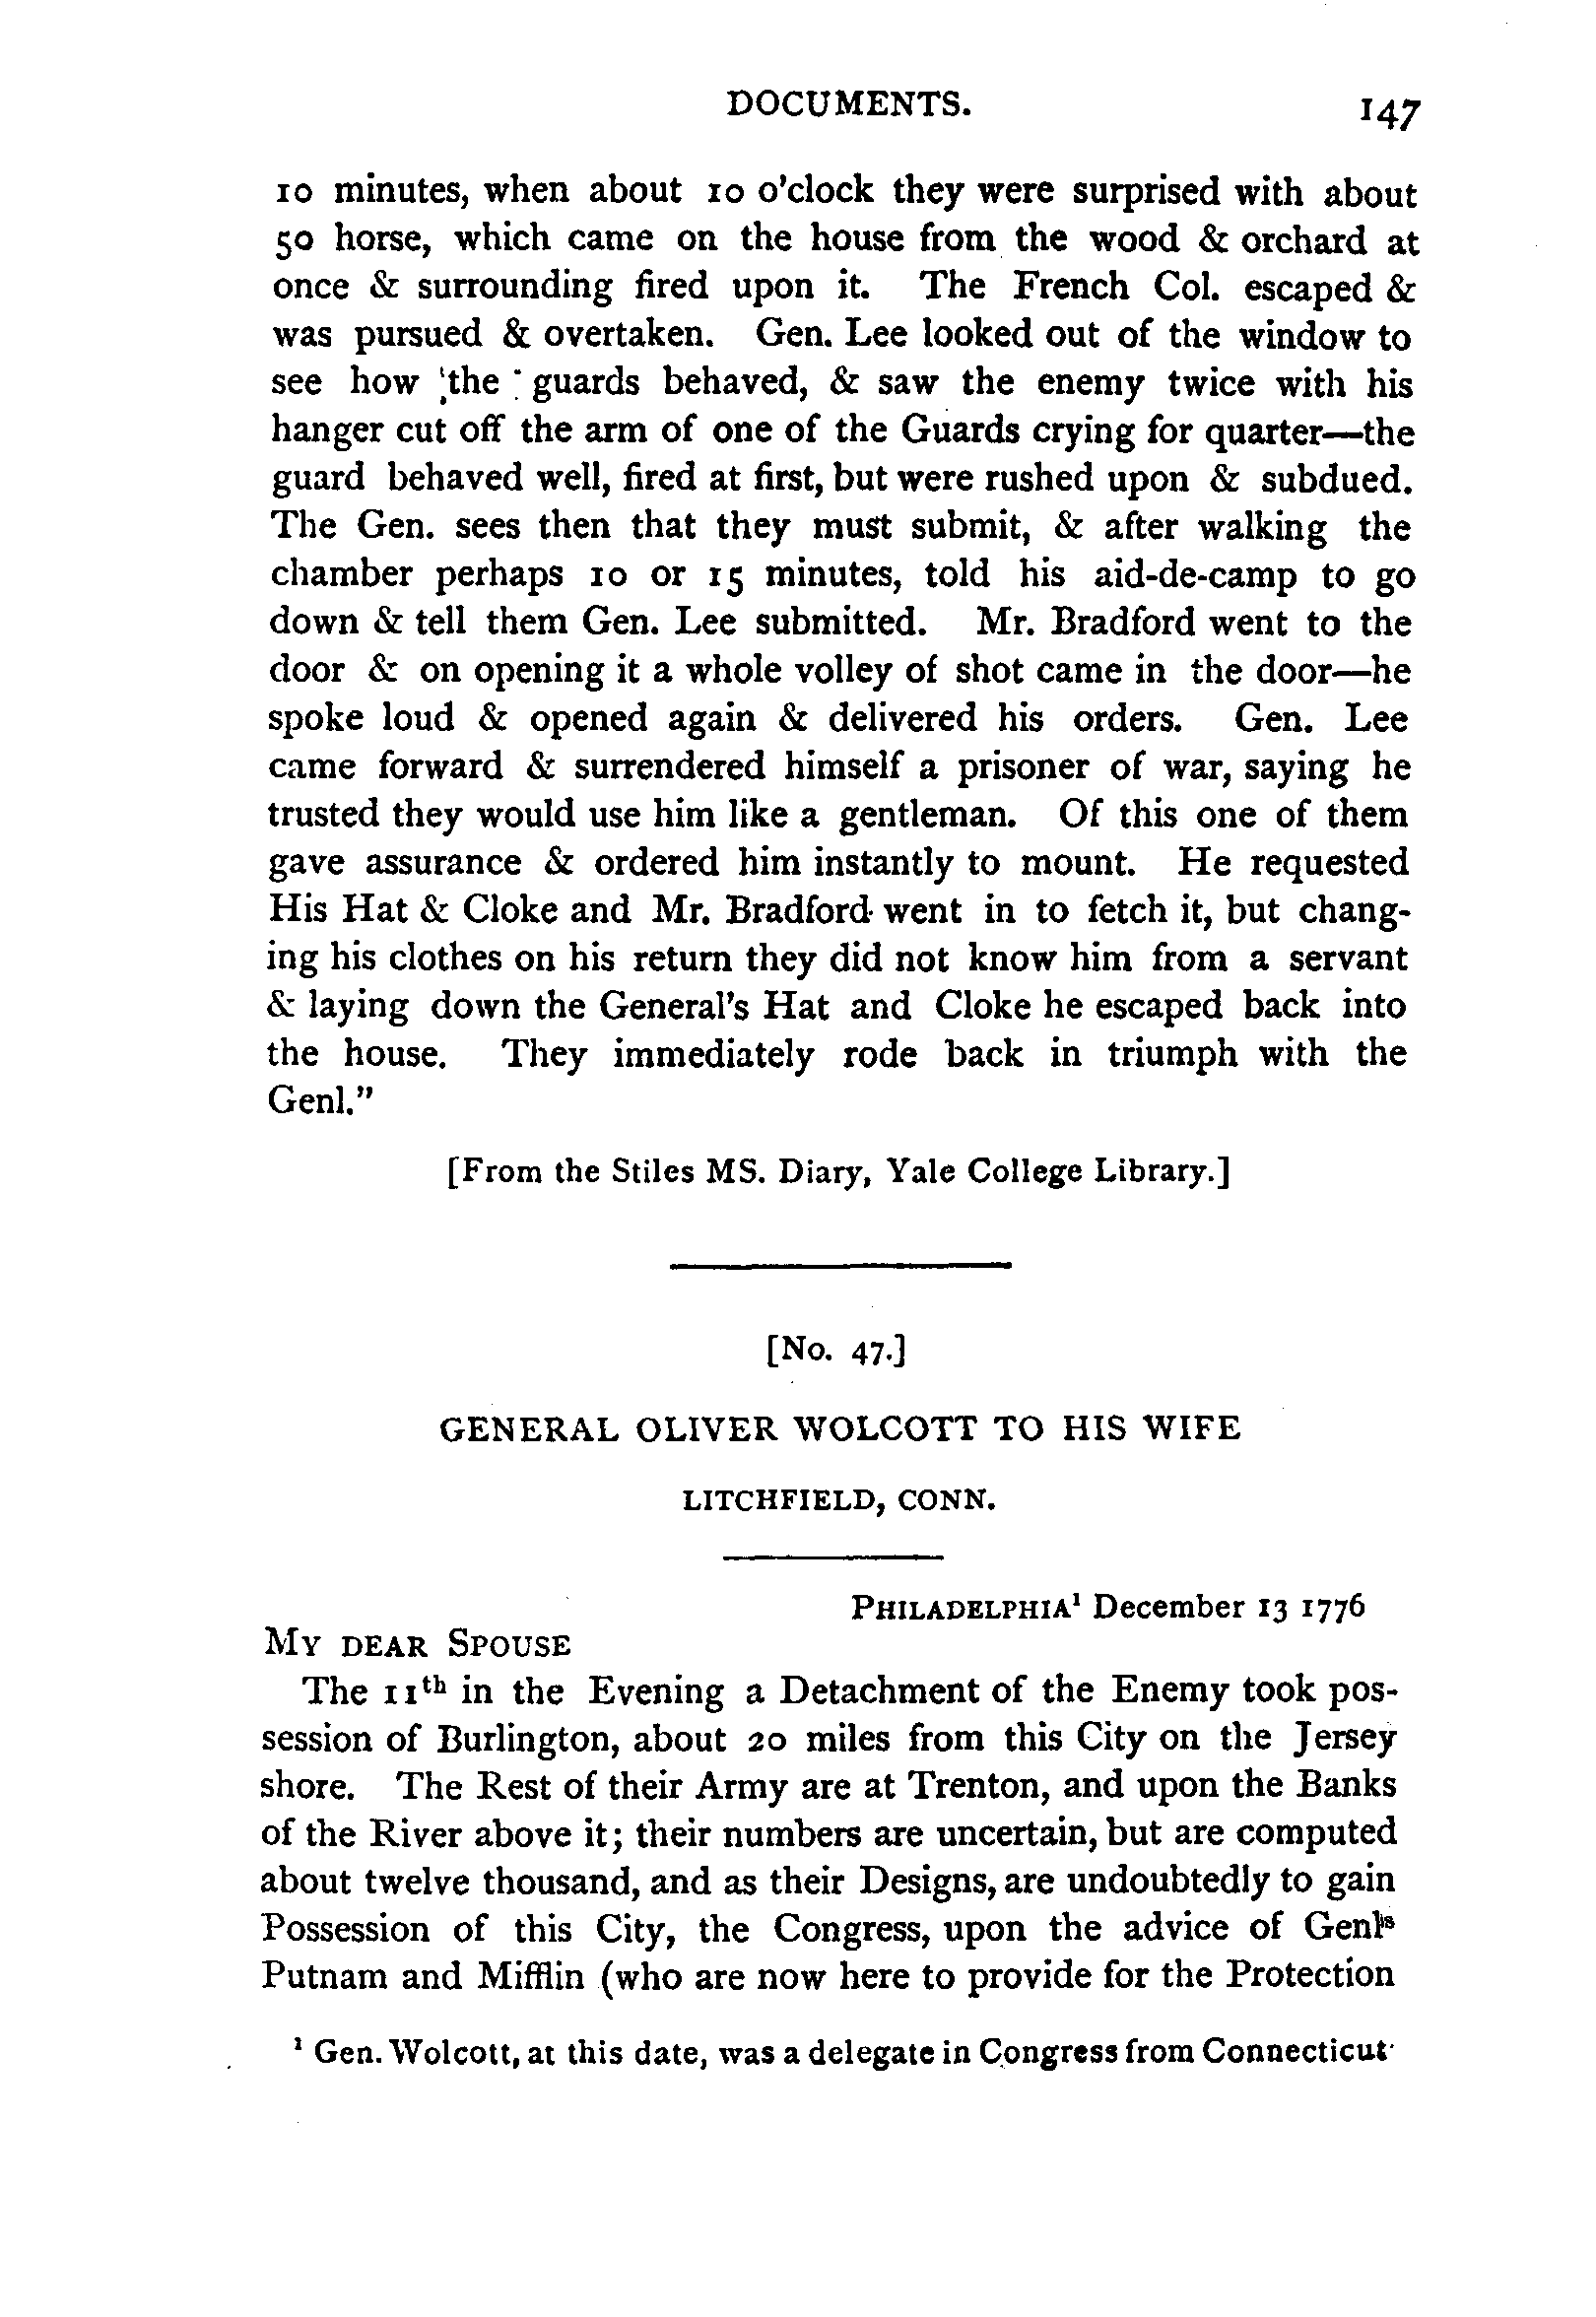 DOCUMENTS. 147
10 minutes, when about 10 o'clock they were surprised with about
50 horse, which came on the house from the wood & orchard at
once & surrounding fired upon it. The French Col. escaped &
was pursued & overtaken. Gen. Lee looked out of the window to
see how the guards behaved, & saw the enemy twice with his
hanger cut off the arm of one of the Guards crying for quarter—the
guard behaved well, fired at first, but were rushed upon & subdued.
The Gen. sees then that they must submit, & after walking the
chamber perhaps 10 or 15 minutes, told his aid-de-camp to go
down & tell them Gen. Lee submitted. Mr. Bradford went to the
door & on opening it a whole volley of shot came in the door—he
spoke loud & opened again & delivered his orders. Gen. Lee
came forward & surrendered himself a prisoner of war, saying he
trusted they would use him like a gentleman. Of this one of them
gave assurance & ordered him instantly to mount. He requested
His Hat & Cloke and Mr. Bradford went in to fetch it, but chang-
ing his clothes on his return they did not know him from a servant
& laying down the General's Hat and Cloke he escaped back into
the house. They immediately rode back in triumph with the
Genl."
[From the Stiles MS. Diary, Yale College Library.]
[No. 47.]
GENERAL OLIVER WOLCOTT TO HIS WIFE
LITCHFIELD, CONN.
PHILADELPHIA¹ December 13 1776
MY DEAR SPOUSE
The 11th in the Evening a Detachment of the Enemy took pos-
session of Burlington, about 20 miles from this City on the Jersey
shore. The Rest of their Army are at Trenton, and upon the Banks
of the River above it; their numbers are uncertain, but are computed
about twelve thousand, and as their Designs, are undoubtedly to gain
Possession of this City, the Congress, upon the advice of Genls
Putnam and Mifflin (who are now here to provide for the Protection
¹ Gen. Wolcott, at this date, was a delegate in Congress from Connecticut